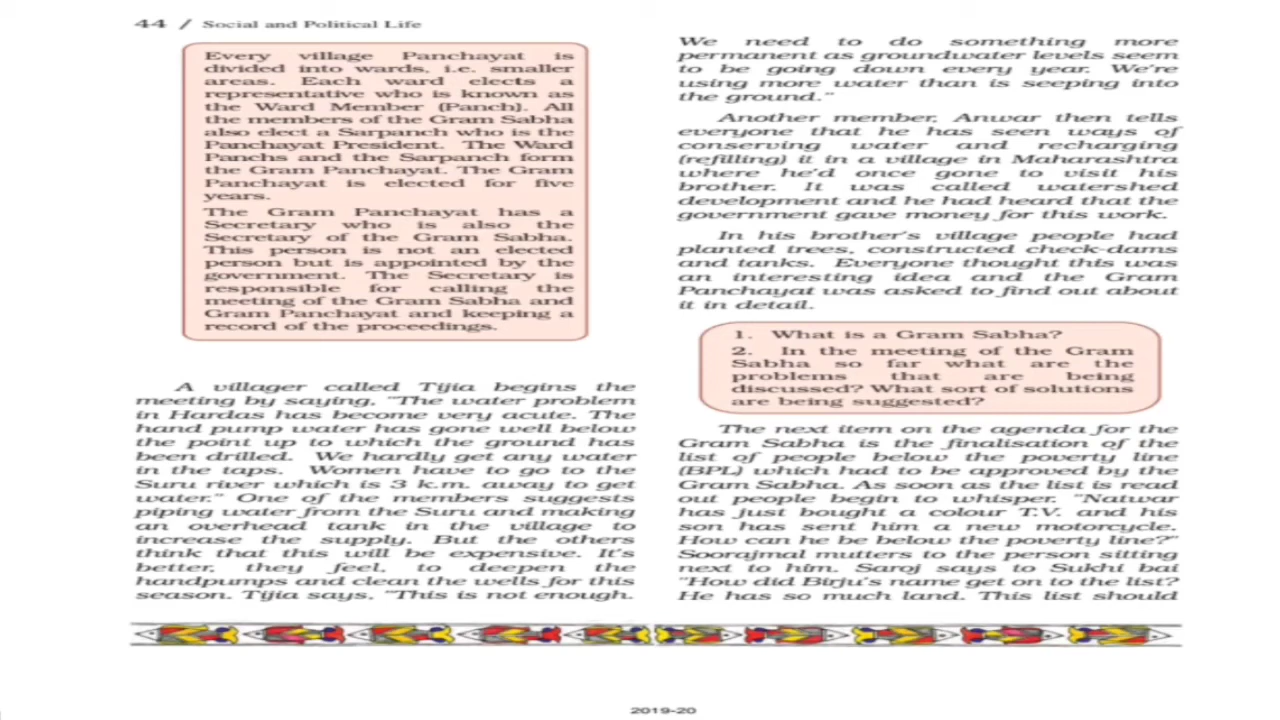 44 / Social and Political Life
Every village Panchayat is
divided into wards, i.e. smaller
areas. Each ward elects a
representative who is known as
the Ward Member (Panch). All
the members of the Gram Sabha
also elect a Sarpanch who is the
Panchayat President. The Ward
Panchs and the Sarpanch form
the Gram Panchayat. The Gram
Panchayat is elected for five
years.
The Gram Panchayat has a
Secretary who is also the
Secretary of the Gram Sabha.
This person is not an elected
person but is appointed by the
government. The Secretary is
responsible for calling the
meeting of the Gram Sabha and
Gram Panchayat and keeping a
record of the proceedings.
A villager called Tijia begins the
meeting by saying, "The water problem
in Hardas has become very acute. The
hand pump water has gone well below
the point up to which the ground has
been drilled. We hardly get any water
in the taps. Women have to go to the
Suru river which is 3 k.m. away to get
water." One of the members suggests
piping water from the Suru and making
an overhead tank in the village to
increase the supply. But the others
think that this will be expensive. It's
better, they feel, to deepen the
handpumps and clean the wells for this
season. Tijia says, "This is not enough.
We need to do something more
permanent as groundwater levels seem
to be going down every year. We're
using more water than is seeping into
the ground."
Another member, Anwar then tells
everyone that he has seen ways of
conserving water and recharging
(refilling) it in a village in Maharashtra
where he'd once gone to visit his
brother. It was called watershed
development and he had heard that the
government gave money for this work.
In his brother's village people had
planted trees, constructed check-dams
and tanks. Everyone thought this was
an interesting idea and the Gram
Panchayat was asked to find out about
it in detail.
1. What is a Gram Sabha?
2. In the meeting of the Gram
Sabha so far what are the
problems that are being
discussed? What sort of solutions
are being suggested?
The next item on the agenda for the
Gram Sabha is the finalisation of the
list of people below the poverty line
(BPL) which had to be approved by the
Gram Sabha. As soon as the list is read
out people begin to whisper. "Natwar
has just bought a colour T.V. and his
son has sent him a new motorcycle.
How can he be below the poverty line?"
Soorajmal mutters to the person sitting
next to him. Saroj says to Sukhi bai
"How did Birju's name get on to the list?
He has so much land. This list should
2019-20